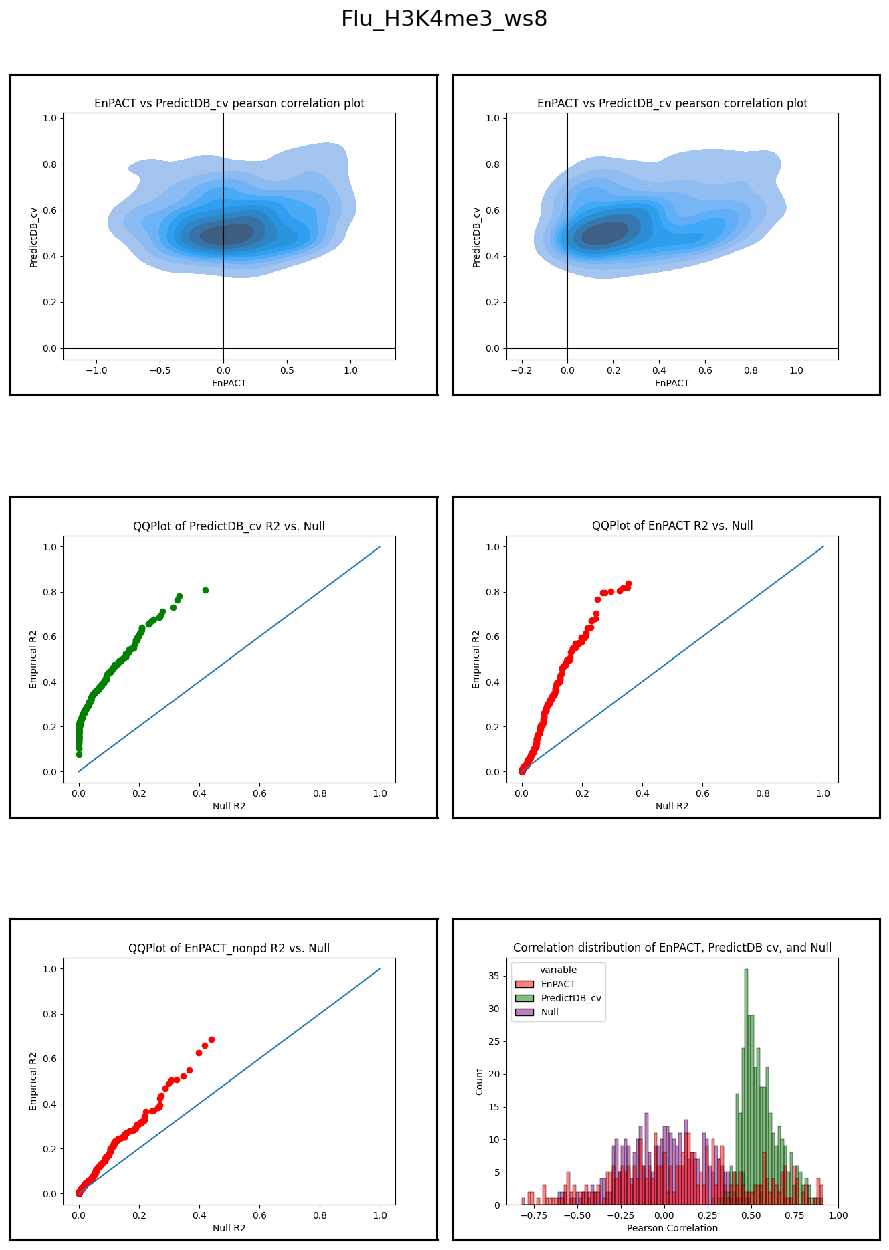 Flu_H3K4me3_ws8
EnPACT vs PredictDB_cv pearson correlation plot
1.0
0.8
0.6
0.4
0.2
0.0
PredictDB_cv
−1.0 −0.5 0.0 0.5 1.0
EnPACT
EnPACT vs PredictDB_cv pearson correlation plot
1.0
0.8
0.6
0.4
0.2
0.0
PredictDB_cv
−0.2 0.0 0.2 0.4 0.6 0.8 1.0
EnPACT
QQPlot of PredictDB_cv R2 vs. Null
1.0
0.8
0.6
0.4
0.2
0.0
Empirical R2
0.0 0.2 0.4 0.6 0.8 1.0
Null R2
QQPlot of EnPACT R2 vs. Null
1.0
0.8
0.6
0.4
0.2
0.0
Empirical R2
0.0 0.2 0.4 0.6 0.8 1.0
Null R2
QQPlot of EnPACT_nonpd R2 vs. Null
1.0
0.8
0.6
0.4
0.2
0.0
Empirical R2
0.0 0.2 0.4 0.6 0.8 1.0
Null R2
Correlation distribution of EnPACT, PredictDB cv, and Null
variable
EnPACT
PredictDB_cv
Null
35
30
25
20
15
10
5
0
Count
−0.75 −0.50 −0.25 0.00 0.25 0.50 0.75 1.00
Pearson Correlation